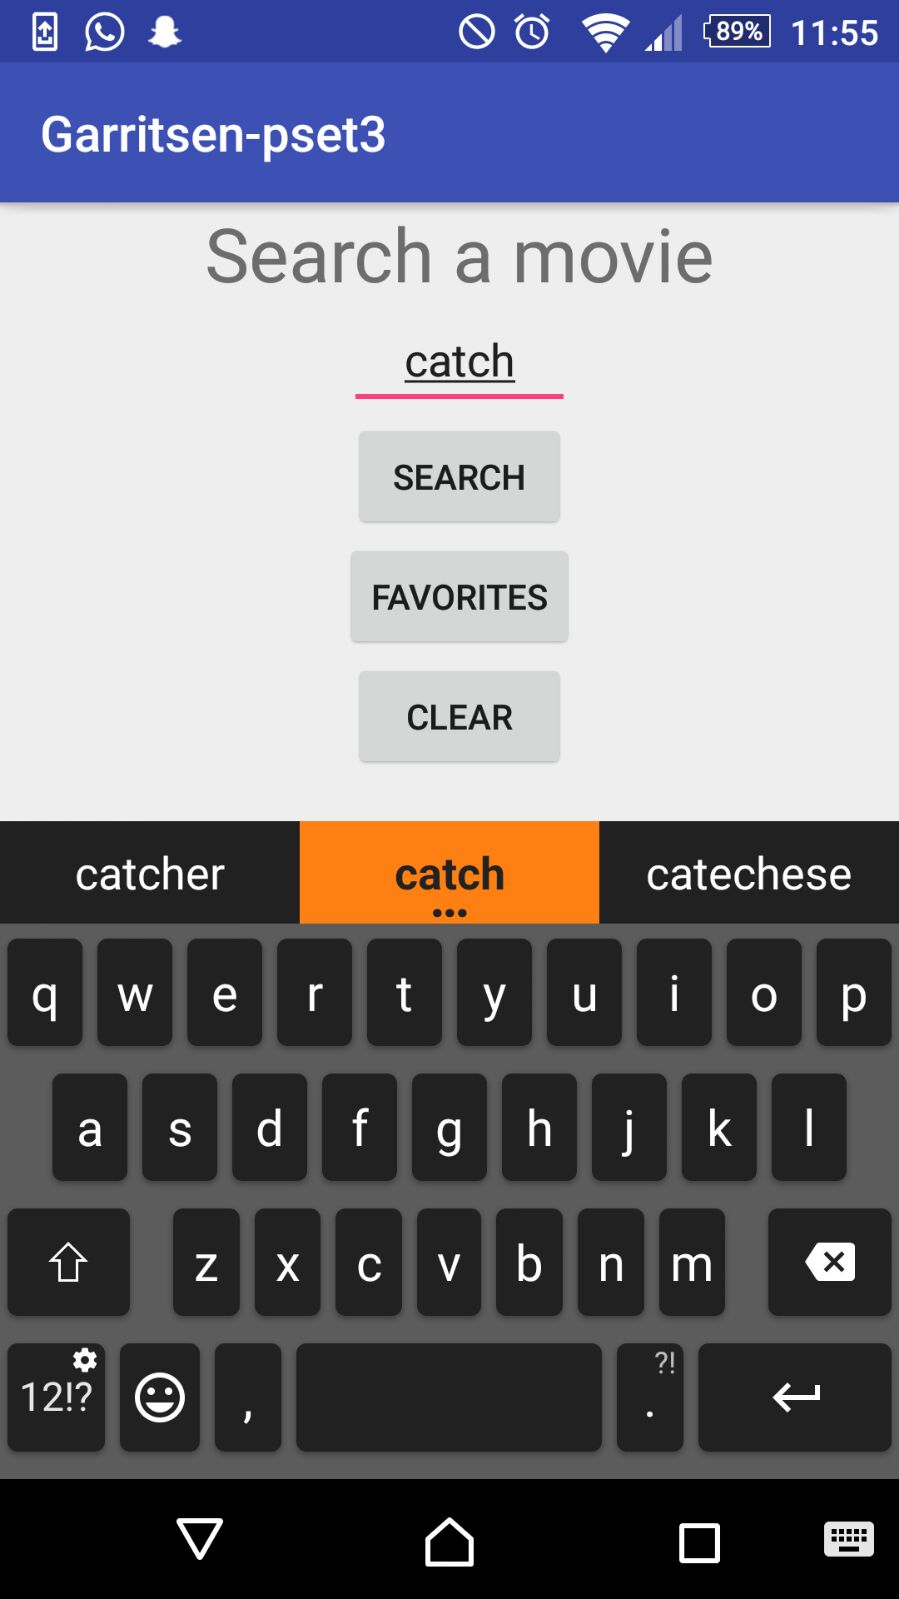 89% 11:55
Garritsen-pset3
Search a movie
catch
SEARCH
FAVORITES
CLEAR
catcher catch catechese
q w e r t y u i o p
a s d f g h j k l
z x c v b n m
12!? , ?! .